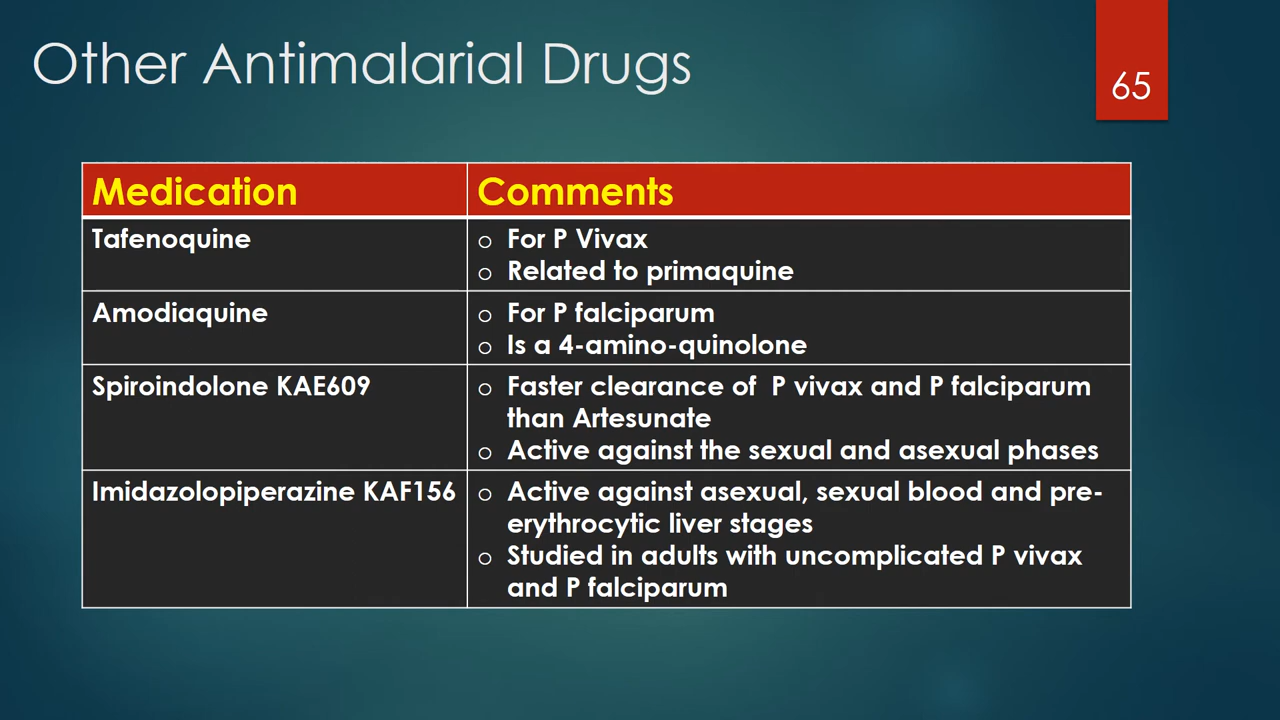 Other Antimalarial Drugs
65
Medication
Comments
Tafenoquine
o For P Vivax
o Related to primaquine
Amodiaquine
o For P falciparum
o Is a 4-amino-quinolone
Spiroindolone KAE609
o Faster clearance of P vivax and P falciparum
than Artesunate
o Active against the sexual and asexual phases
Imidazolopiperazine KAF156
o Active against asexual, sexual blood and pre-
erythrocytic liver stages
o Studied in adults with uncomplicated P vivax
and P falciparum